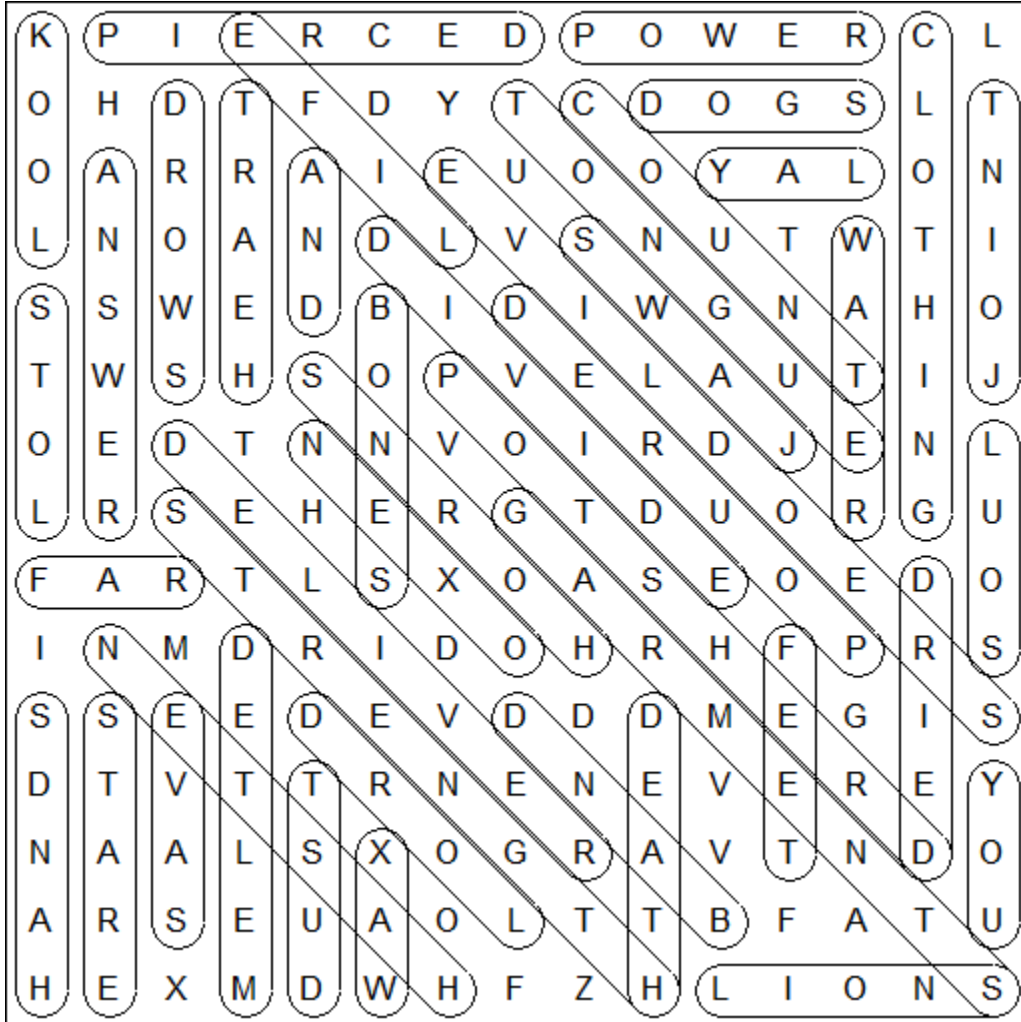 K P I E R C E D P O W E R C L
O H D T F D Y T C D O G S L T
O A R R A I E U O O Y A L O N
L N O A N D L V S N U T W T I
S S W E D B I D I W G N A H O
T W S H S O P V E L A U T I J
O E D T N N V O I R D J E N L
L R S E H E R G T D U O R G U
F A R T L S X O A S E O E D O
I N M D R I D O H R H F P R S
S S E E D E V D D D M E G I S
D T V T T R N E N E V E R E Y
N A A L S X O G R A V T N D O
A R S E U A O L T T B F A T U
H E X M D W H F Z H L I O N S